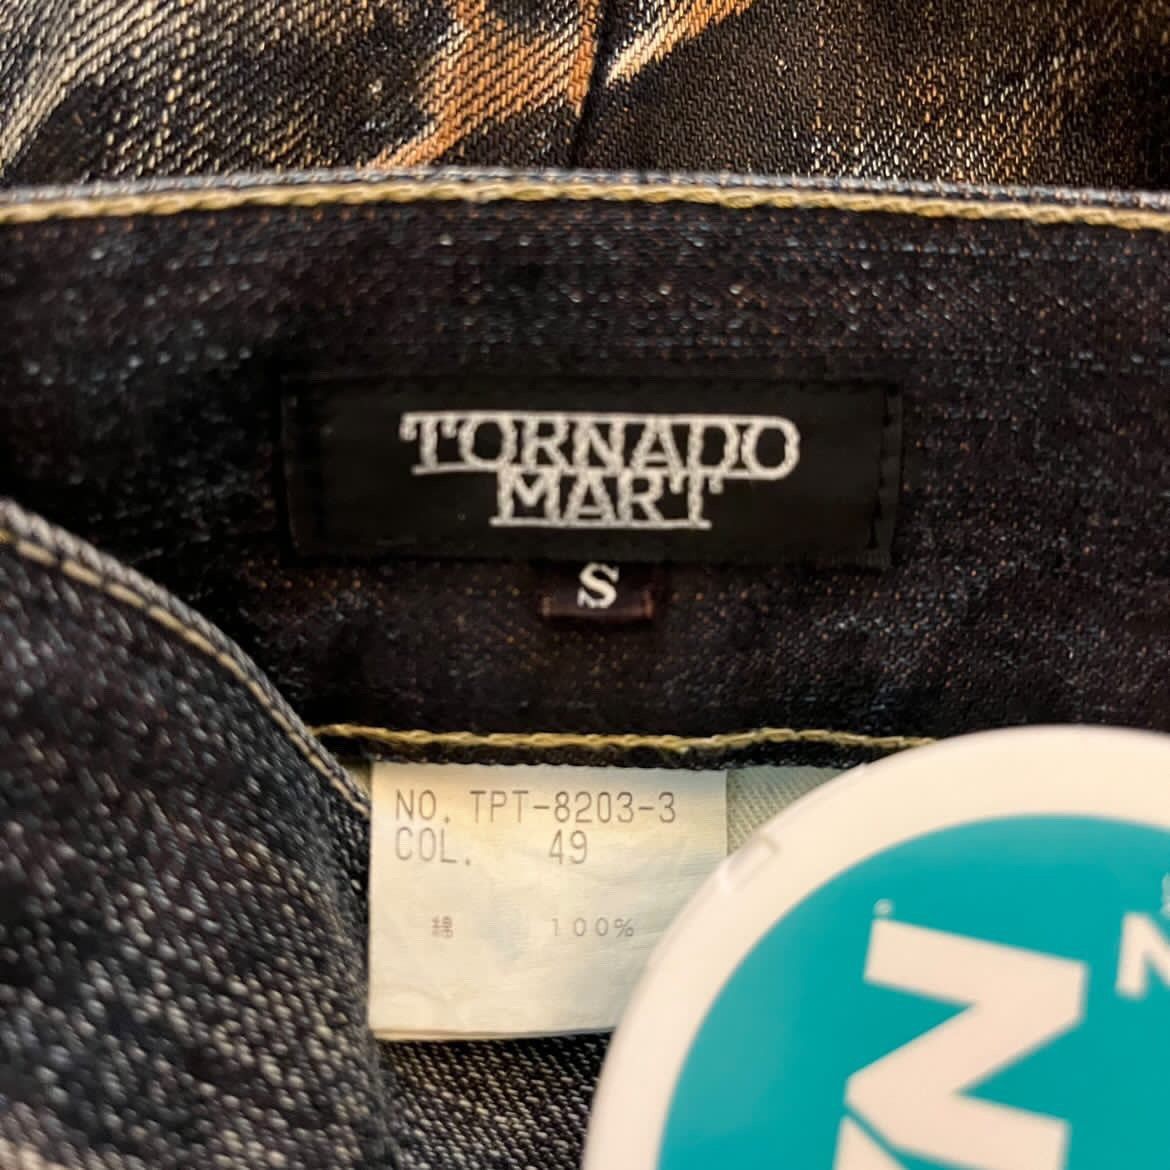 TORNADO
MART
S
NO. TPT-8203-3
COL. 49
綿 100%